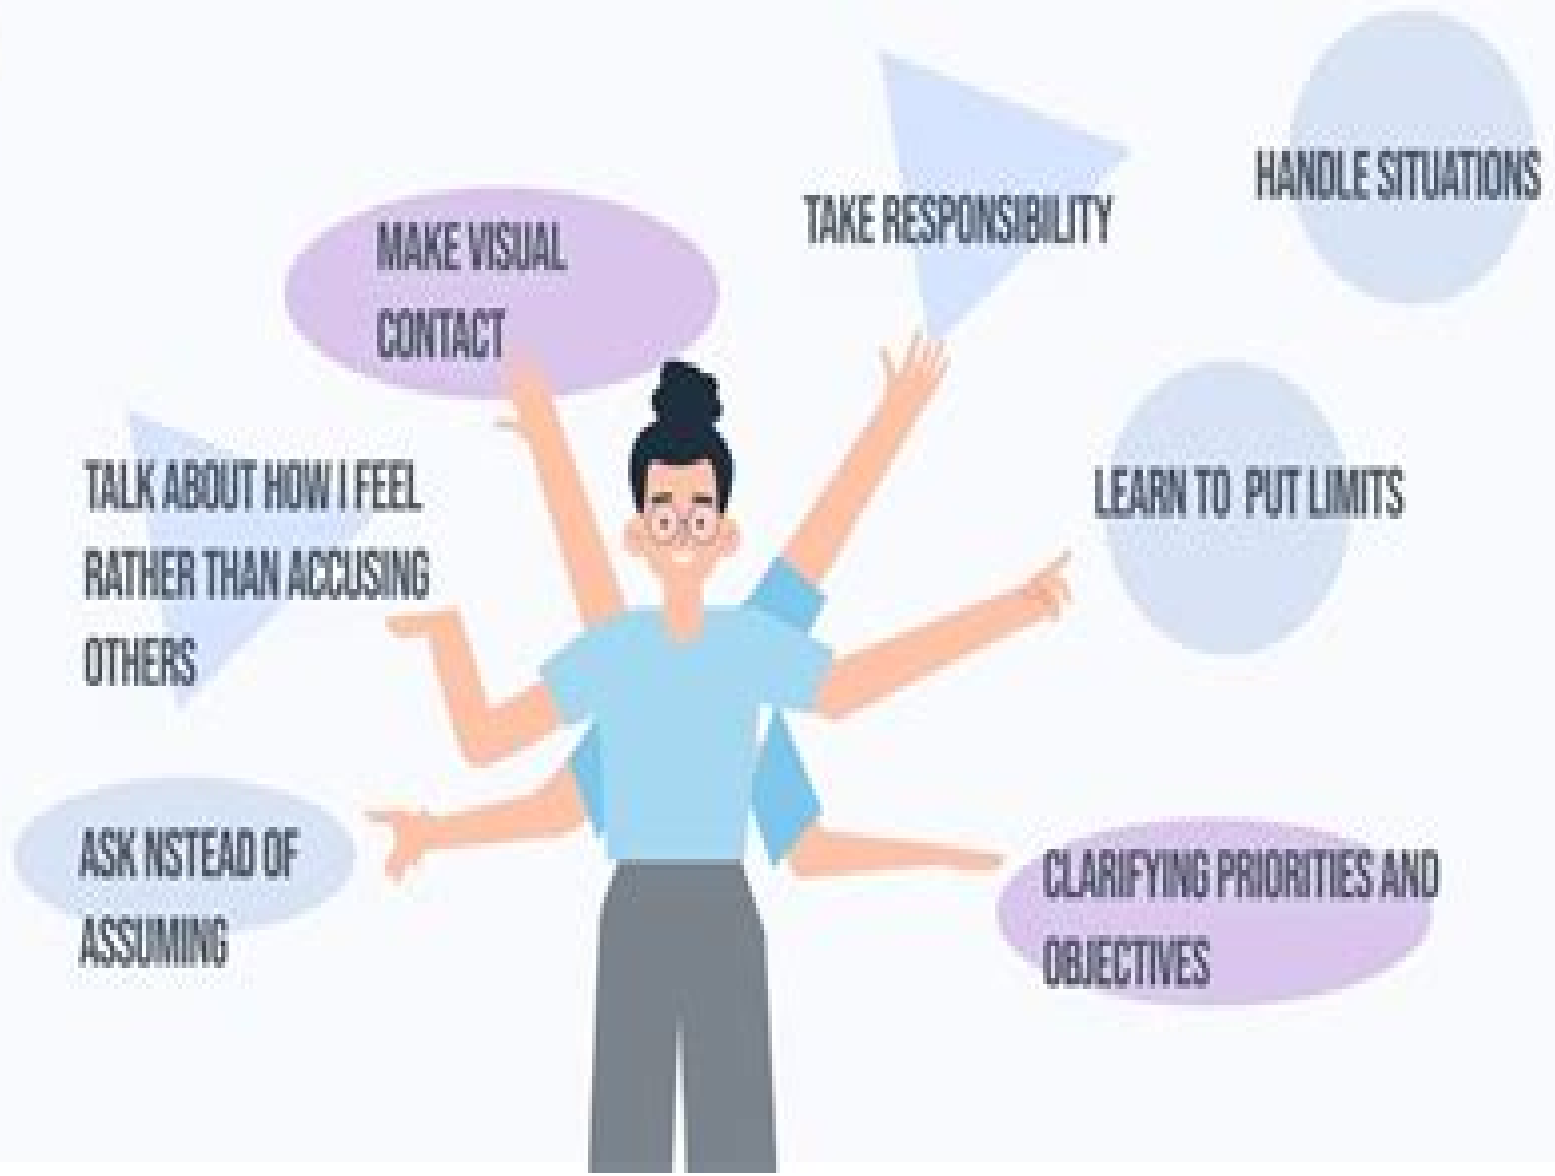 HANDLE SITUATIONS
TAKE RESPONSIBILITY
MAKE VISUAL
CONTACT
TALK ABOUT HOW I FEEL
RATHER THAN ACCUSING
OTHERS
LEARN TO PUT LIMITS
ASK NSTEAD OF
ASSUMING
CLARIFYING PRIORITIES AND
OBJECTIVES